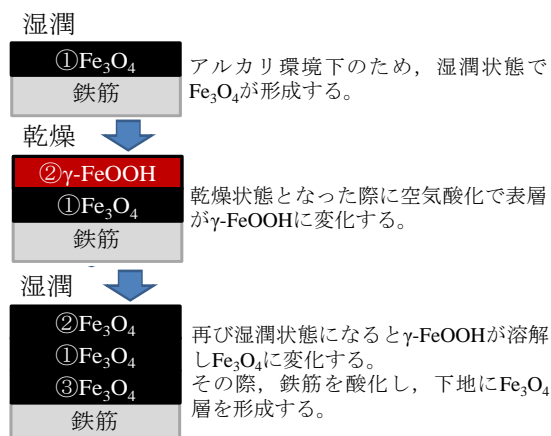 湿潤
①Fe₃O₄
鉄筋
アルカリ環境下のため，湿潤状態で
Fe₃O₄が形成する。
乾燥
②γ-FeOOH
①Fe₃O₄
鉄筋
乾燥状態となった際に空気酸化で表層
がγ-FeOOHに変化する。
湿潤
②Fe₃O₄
①Fe₃O₄
③Fe₃O₄
鉄筋
再び湿潤状態になるとγ-FeOOHが溶解
しFe₃O₄に変化する。
その際，鉄筋を酸化し，下地にFe₃O₄
層を形成する。